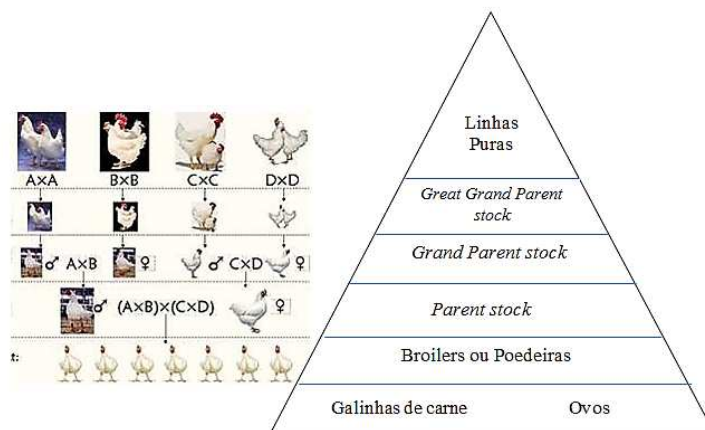 A×A B×B C×C D×D
♂ A×B ♀ ♂ C×D ♀
♂ (A×B)×(C×D) ♀
t:
Linhas
Puras
Great Grand Parent
stock
Grand Parent stock
Parent stock
Broilers ou Poedeiras
Galinhas de carne Ovos